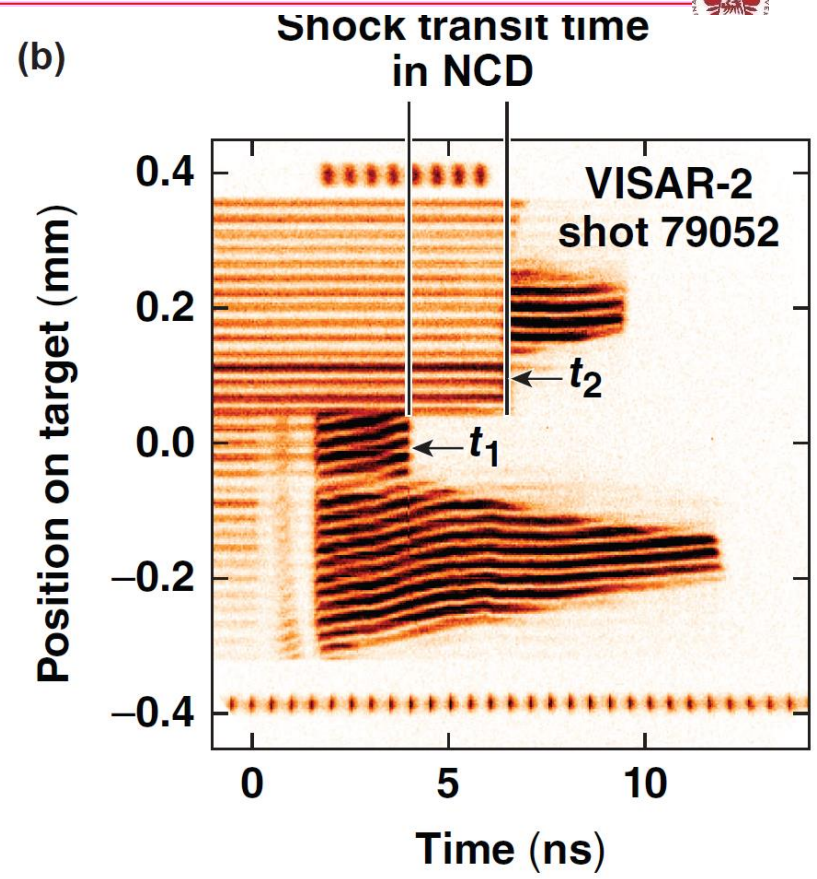 (b)
Shock transit time
in NCD
VISAR-2
shot 79052
t2
t1
Position on target (mm)
0.4
0.2
0.0
–0.2
–0.4
0
5
10
Time (ns)